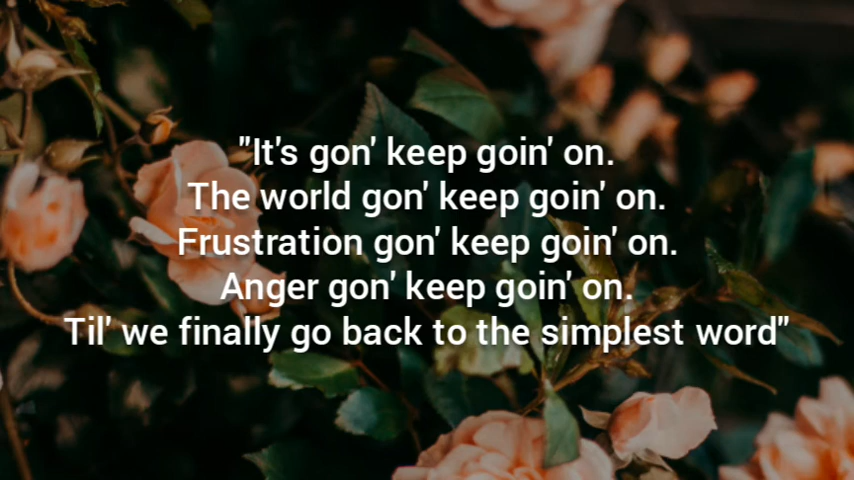 "It's gon' keep goin' on.
The world gon' keep goin' on.
Frustration gon' keep goin' on.
Anger gon' keep goin' on.
Til' we finally go back to the simplest word"